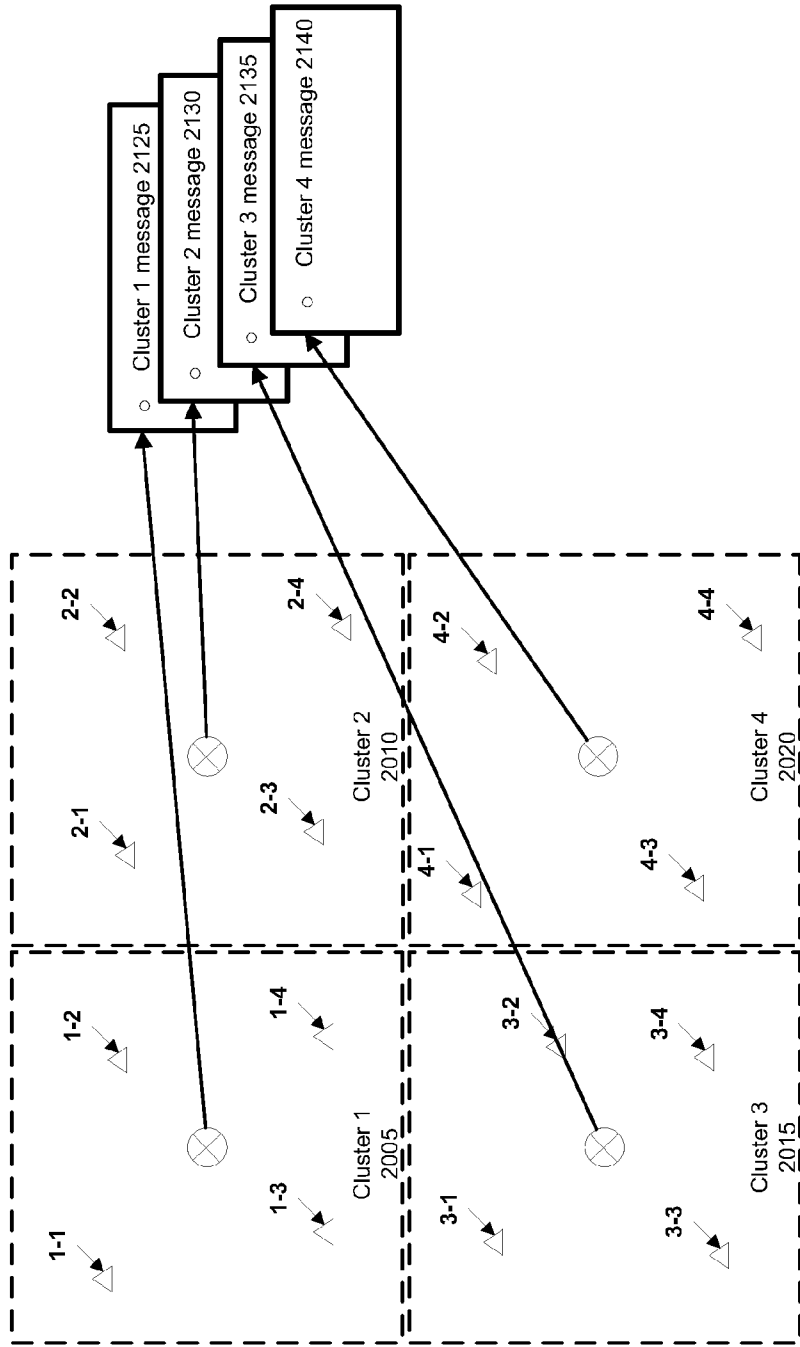 1-1
1-2
1-3
1-4
Cluster 1
2005
2-1
2-2
2-3
2-4
Cluster 2
2010
3-1
3-2
3-3
3-4
Cluster 3
2015
4-1
4-2
4-3
4-4
Cluster 4
2020
Cluster 1 message 2125
Cluster 2 message 2130
Cluster 3 message 2135
Cluster 4 message 2140